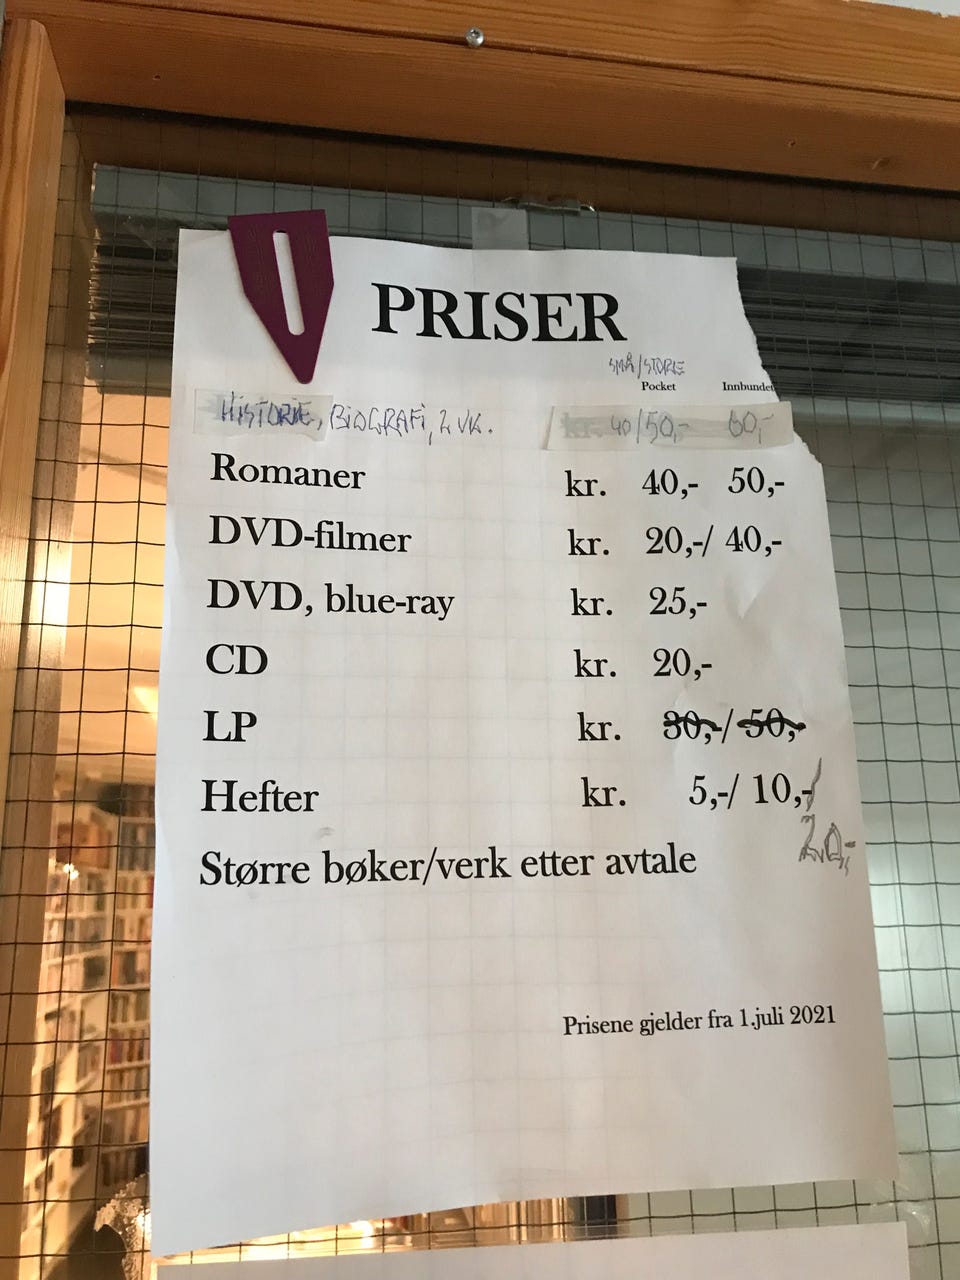 PRISER
SMÅ/STORE
Pocket Innbundet
HISTORIE, BIOGRAFI, 2.VK. / kr. 40/50,- 60,-
Romaner kr. 40,- 50,-
DVD-filmer kr. 20,-/ 40,-
DVD, blue-ray kr. 25,-
CD kr. 20,-
LP kr. 30,-/ 50,-
Hefter kr. 5,-/ 10,-/
20,-
Større bøker/verk etter avtale
Prisene gjelder fra 1.juli 2021